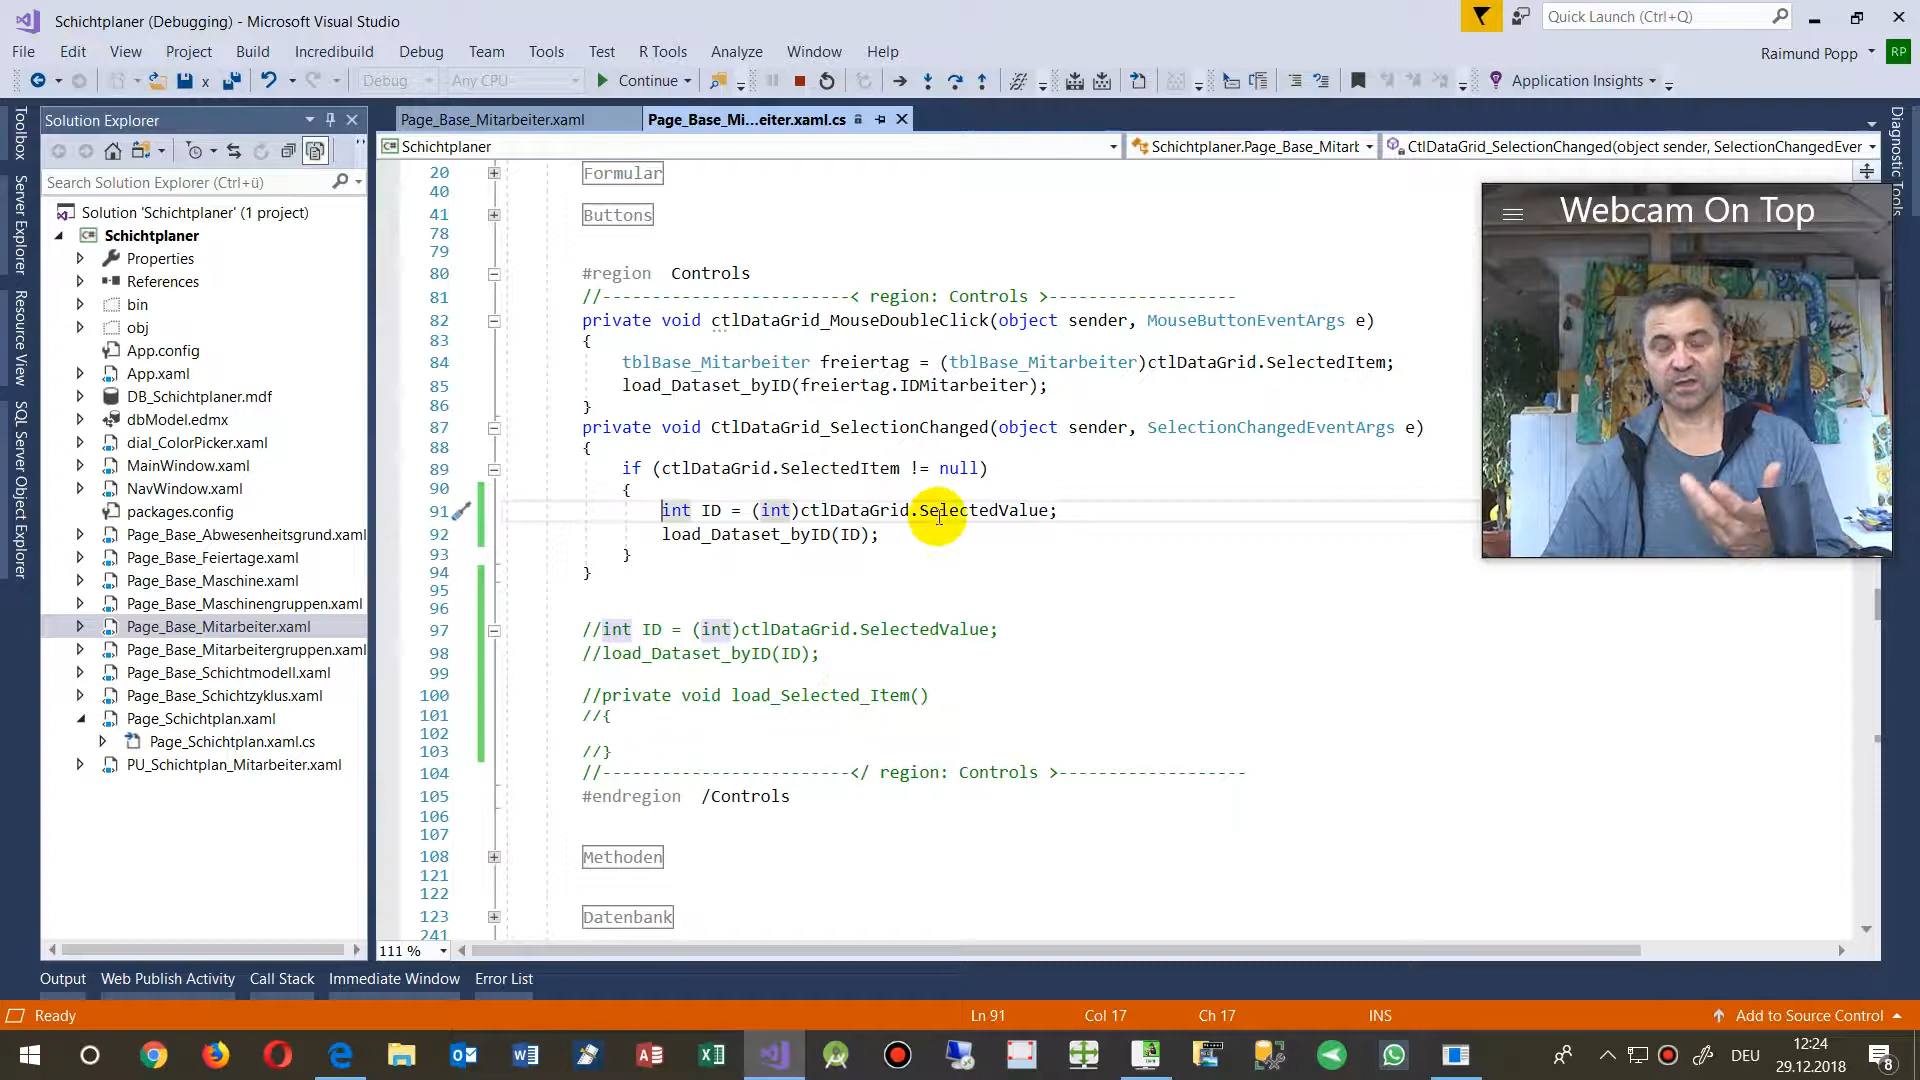 Schichtplaner (Debugging) - Microsoft Visual Studio
Quick Launch (Ctrl+Q)
File Edit View Project Build Incredibuild Debug Team Tools Test R Tools Analyze Window Help
Raimund Popp RP
Debug Any CPU Continue Application Insights
Toolbox
Server Explorer
Resource View
SQL Server Object Explorer
Solution Explorer
Search Solution Explorer (Ctrl+ü)
Solution 'Schichtplaner' (1 project)
Schichtplaner
Properties
References
bin
obj
App.config
App.xaml
DB_Schichtplaner.mdf
dbModel.edmx
dial_ColorPicker.xaml
MainWindow.xaml
NavWindow.xaml
packages.config
Page_Base_Abwesenheitsgrund.xaml
Page_Base_Feiertage.xaml
Page_Base_Maschine.xaml
Page_Base_Maschinengruppen.xaml
Page_Base_Mitarbeiter.xaml
Page_Base_Mitarbeitergruppen.xaml
Page_Base_Schichtmodell.xaml
Page_Base_Schichtzyklus.xaml
Page_Schichtplan.xaml
Page_Schichtplan.xaml.cs
PU_Schichtplan_Mitarbeiter.xaml
Page_Base_Mitarbeiter.xaml Page_Base_Mi...eiter.xaml.cs
C# Schichtplaner Schichtplaner.Page_Base_Mitart CtlDataGrid_SelectionChanged(object sender, SelectionChangedEver
Diagnostic Tools
Webcam On Top
20 Formular
40
41 Buttons
78
79
80 #region Controls
81 //-------------------------< region: Controls >-------------------
82 private void ctlDataGrid_MouseDoubleClick(object sender, MouseButtonEventArgs e)
83 {
84 tblBase_Mitarbeiter freiertag = (tblBase_Mitarbeiter)ctlDataGrid.SelectedItem;
85 load_Dataset_byID(freiertag.IDMitarbeiter);
86 }
87 private void CtlDataGrid_SelectionChanged(object sender, SelectionChangedEventArgs e)
88 {
89 if (ctlDataGrid.SelectedItem != null)
90 {
91 int ID = (int)ctlDataGrid.SelectedValue;
92 load_Dataset_byID(ID);
93 }
94 }
95
96
97 //int ID = (int)ctlDataGrid.SelectedValue;
98 //load_Dataset_byID(ID);
99
100 //private void load_Selected_Item()
101 //{
102
103 //}
104 //-------------------------</ region: Controls >-------------------
105 #endregion /Controls
106
107
108 Methoden
121
122
123 Datenbank
241
111 %
Output Web Publish Activity Call Stack Immediate Window Error List
Ready Ln 91 Col 17 Ch 17 INS Add to Source Control
DEU 12:24
29.12.2018
8